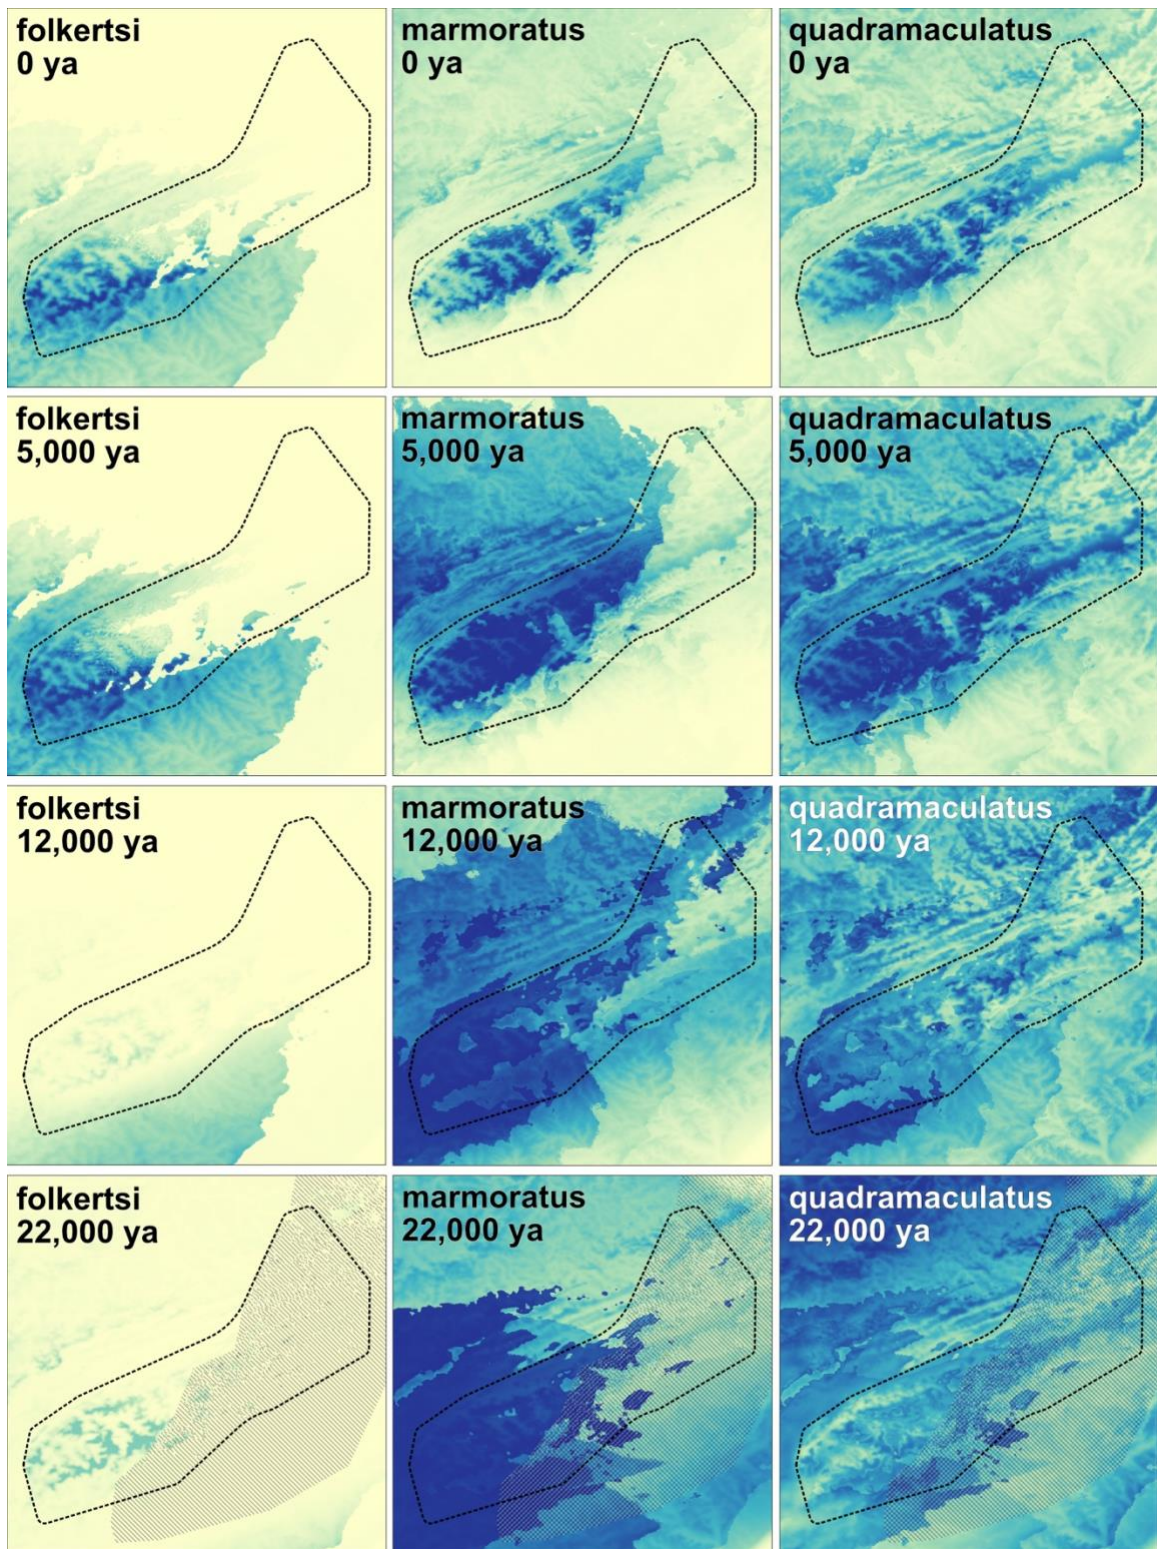 folkertsi
0 ya
marmoratus
0 ya
quadramaculatus
0 ya
folkertsi
5,000 ya
marmoratus
5,000 ya
quadramaculatus
5,000 ya
folkertsi
12,000 ya
marmoratus
12,000 ya
quadramaculatus
12,000 ya
folkertsi
22,000 ya
marmoratus
22,000 ya
quadramaculatus
22,000 ya